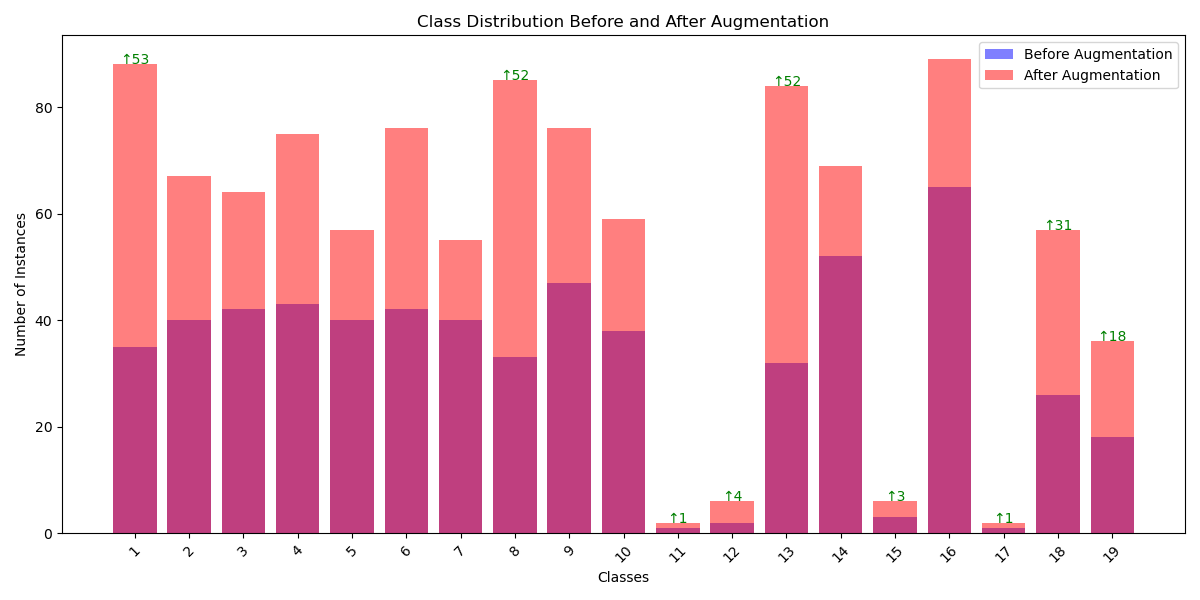 Class Distribution Before and After Augmentation
Before Augmentation
After Augmentation
↑53
↑52
↑52
↑31
↑18
↑1
↑4
↑3
↑1
Number of Instances
80
60
40
20
0
1 2 3 4 5 6 7 8 9 10 11 12 13 14 15 16 17 18 19
Classes